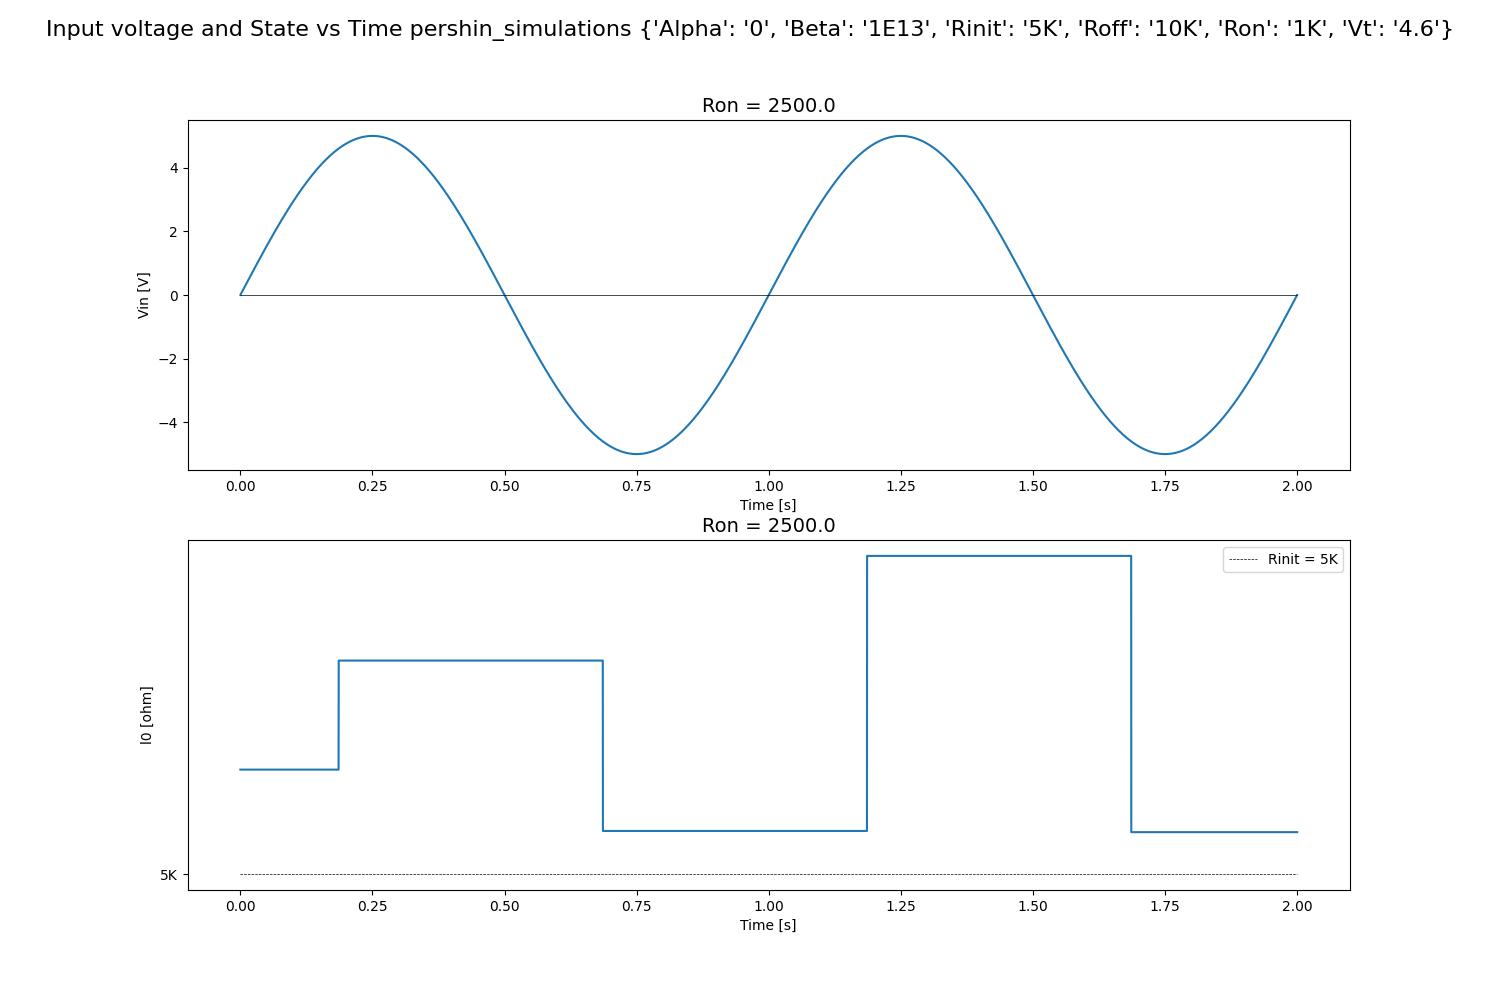 Input voltage and State vs Time pershin_simulations {'Alpha': '0', 'Beta': '1E13', 'Rinit': '5K', 'Roff': '10K', 'Ron': '1K', 'Vt': '4.6'}
Ron = 2500.0
4
2
0
−2
−4
Vin [V]
0.00 0.25 0.50 0.75 1.00 1.25 1.50 1.75 2.00
Time [s]
Ron = 2500.0
Rinit = 5K
I0 [ohm]
5K
0.00 0.25 0.50 0.75 1.00 1.25 1.50 1.75 2.00
Time [s]